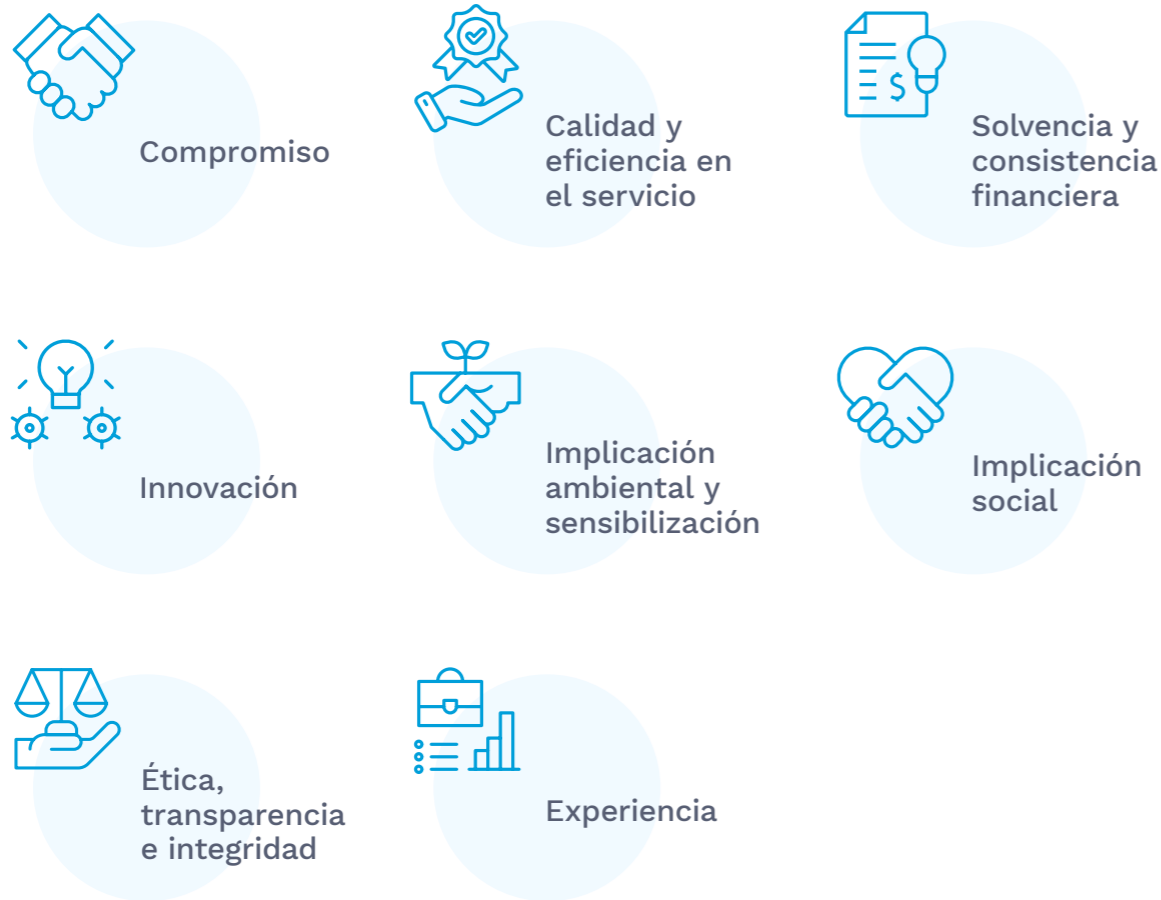 Compromiso
Calidad y
eficiencia en
el servicio
Solvencia y
consistencia
financiera
Innovación
Implicación
ambiental y
sensibilización
Implicación
social
Ética,
transparencia
e integridad
Experiencia